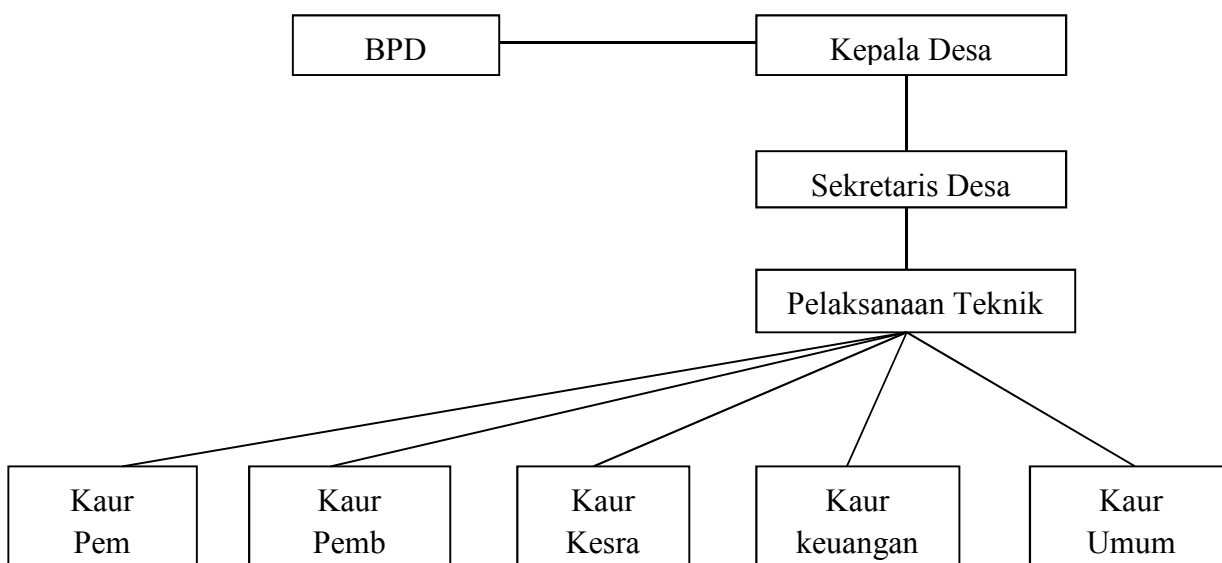 BPD
Kepala Desa
Sekretaris Desa
Pelaksanaan Teknik
Kaur
Pem
Kaur
Pemb
Kaur
Kesra
Kaur
keuangan
Kaur
Umum